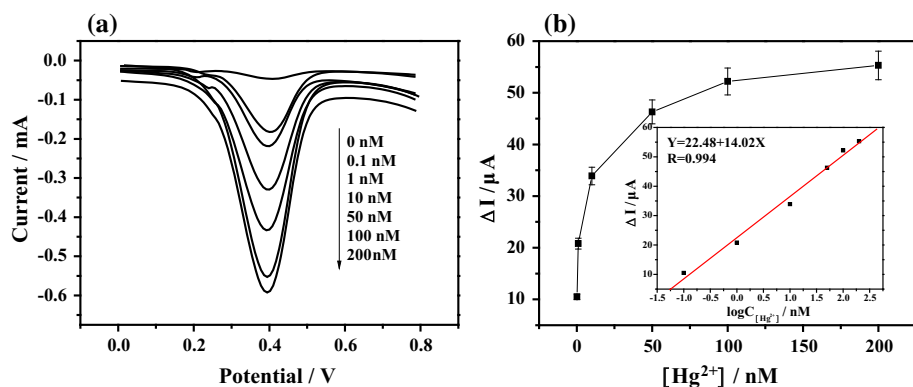 (a)
0.0
-0.1
-0.2
-0.3
-0.4
-0.5
-0.6
Current / mA
0 nM
0.1 nM
1 nM
10 nM
50 nM
100 nM
200nM
0.0 0.2 0.4 0.6 0.8
Potential / V
(b)
60
50
40
30
20
10
Δ I / μ A
0 50 100 150 200
[Hg²⁺] / nM
Y=22.48+14.02X
R=0.994
60
50
40
30
20
10
Δ I / μ A
-1.5 -1.0 -0.5 0.0 0.5 1.0 1.5 2.0 2.5
logC[Hg²⁺] / nM